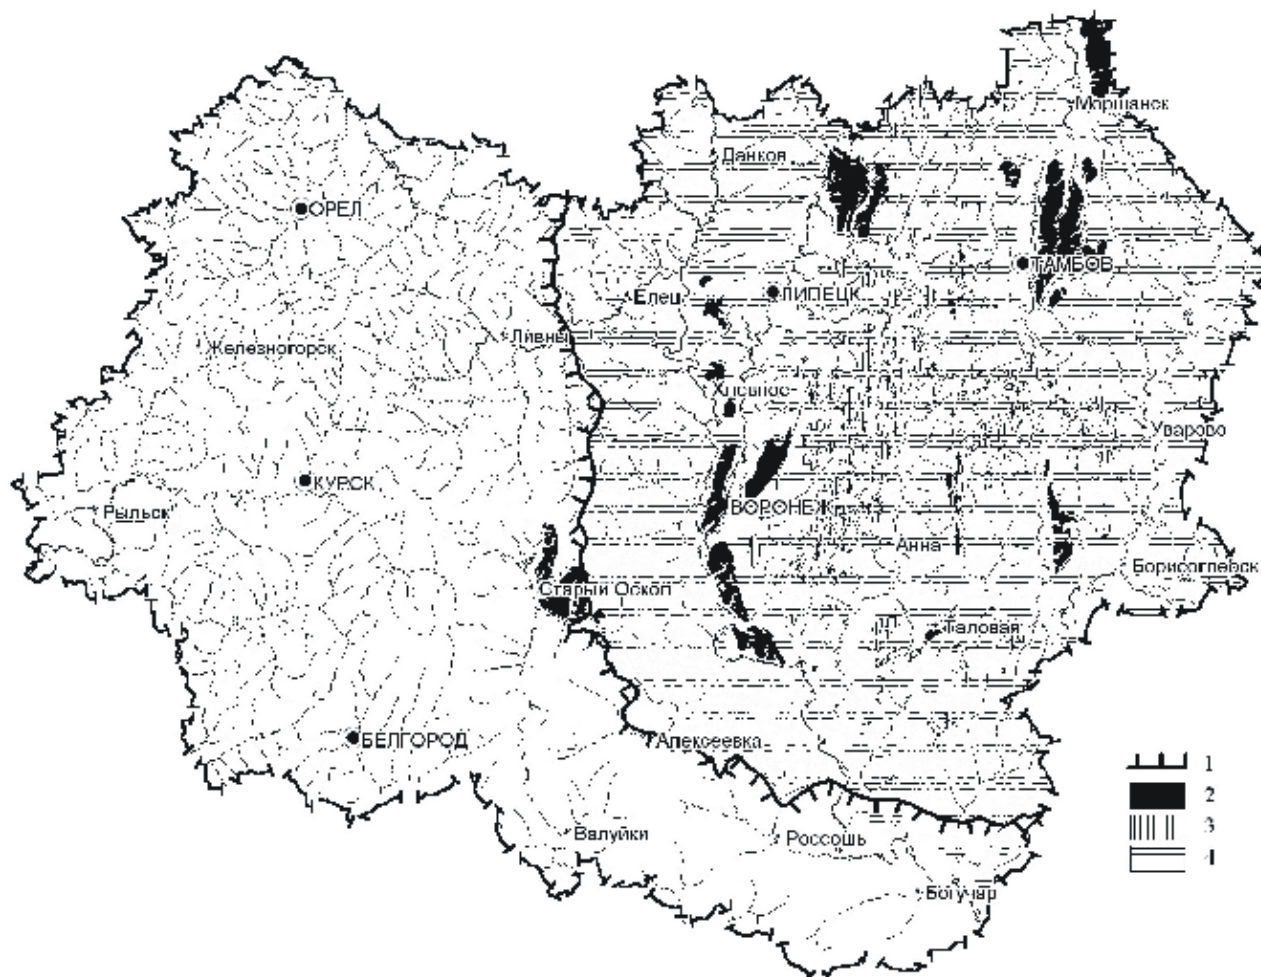 Моршанск
Данков
ОРЕЛ
ТАМБОВ
ЛИПЕЦК
Елец
Ливны
Железногорск
Хлевное
Уварово
КУРСК
ВОРОНЕЖ
Рыльск
Анна
Борисоглебск
Старый Оскол
Таловая
БЕЛГОРОД
Алексеевка
1
2
3
4
Валуйки
Россошь
Богучар